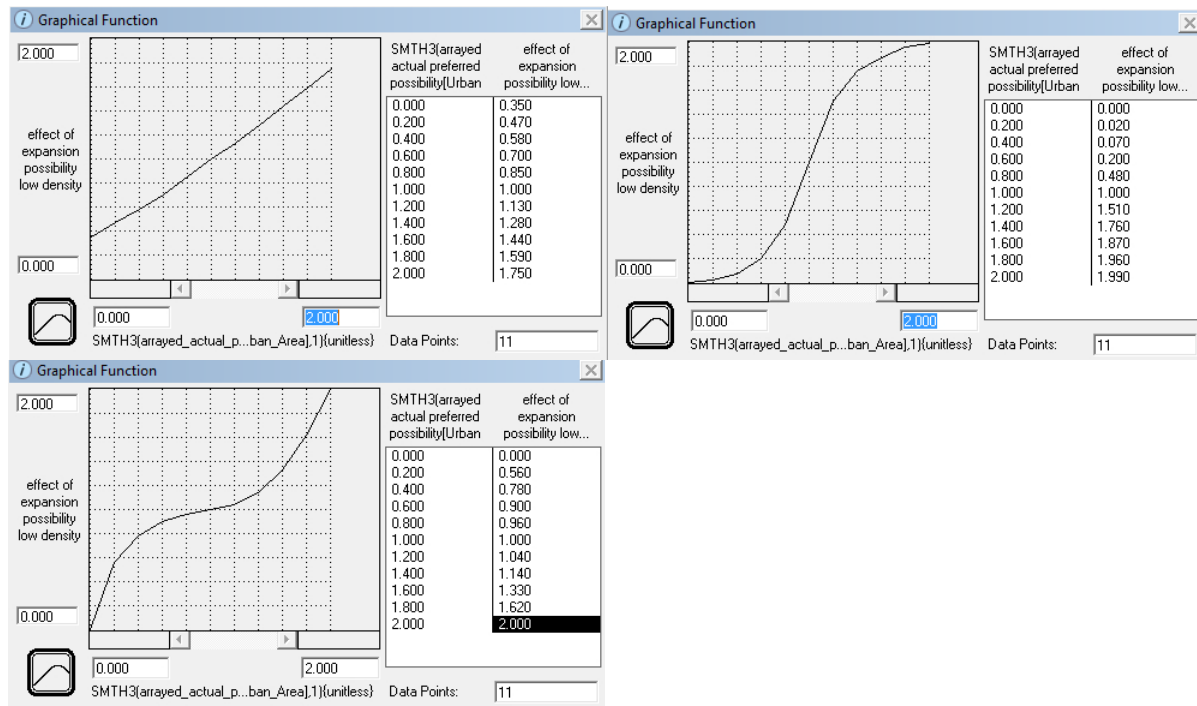 Graphical Function
2.000
effect of
expansion
possibility
low density
0.000
0.000 2.000
SMTH3(arrayed_actual_p...ban_Area],1){unitless}
SMTH3(arrayed effect of
actual preferred expansion
possibility[Urban possibility low...
0.000 0.350
0.200 0.470
0.400 0.580
0.600 0.700
0.800 0.850
1.000 1.000
1.200 1.130
1.400 1.280
1.600 1.440
1.800 1.590
2.000 1.750
Data Points: 11
Graphical Function
2.000
effect of
expansion
possibility
low density
0.000
0.000 2.000
SMTH3(arrayed_actual_p...ban_Area],1){unitless}
SMTH3(arrayed effect of
actual preferred expansion
possibility[Urban possibility low...
0.000 0.000
0.200 0.020
0.400 0.070
0.600 0.200
0.800 0.480
1.000 1.000
1.200 1.510
1.400 1.760
1.600 1.870
1.800 1.960
2.000 1.990
Data Points: 11
Graphical Function
2.000
effect of
expansion
possibility
low density
0.000
0.000 2.000
SMTH3(arrayed_actual_p...ban_Area],1){unitless}
SMTH3(arrayed effect of
actual preferred expansion
possibility[Urban possibility low...
0.000 0.000
0.200 0.560
0.400 0.780
0.600 0.900
0.800 0.960
1.000 1.000
1.200 1.040
1.400 1.140
1.600 1.330
1.800 1.620
2.000 2.000
Data Points: 11